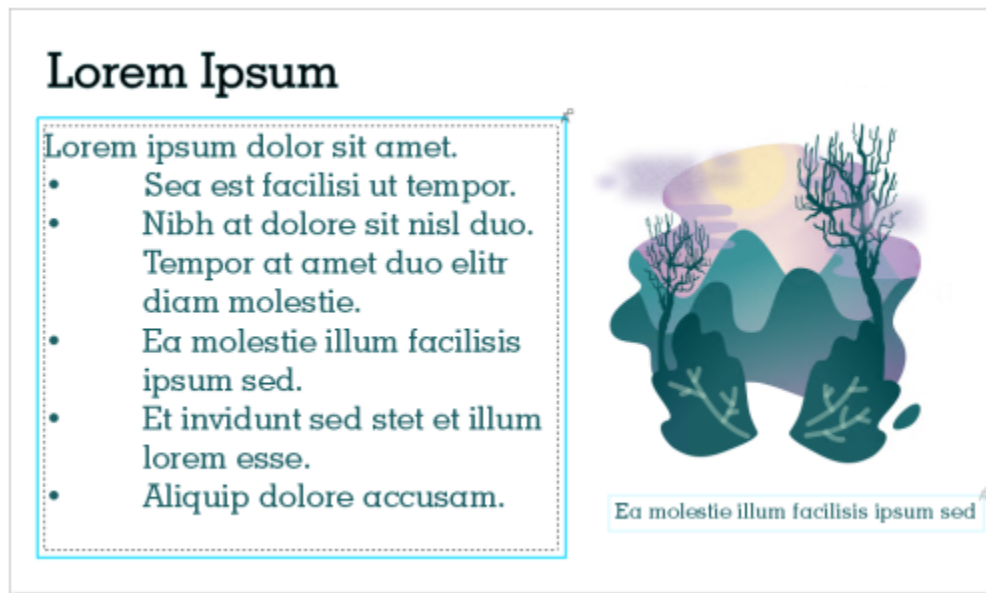 Lorem Ipsum
Lorem ipsum dolor sit amet.
• Sea est facilisi ut tempor.
• Nibh at dolore sit nisl duo.
Tempor at amet duo elitr
diam molestie.
• Ea molestie illum facilisis
ipsum sed.
• Et invidunt sed stet et illum
lorem esse.
• Aliquip dolore accusam.
Ea molestie illum facilisis ipsum sed